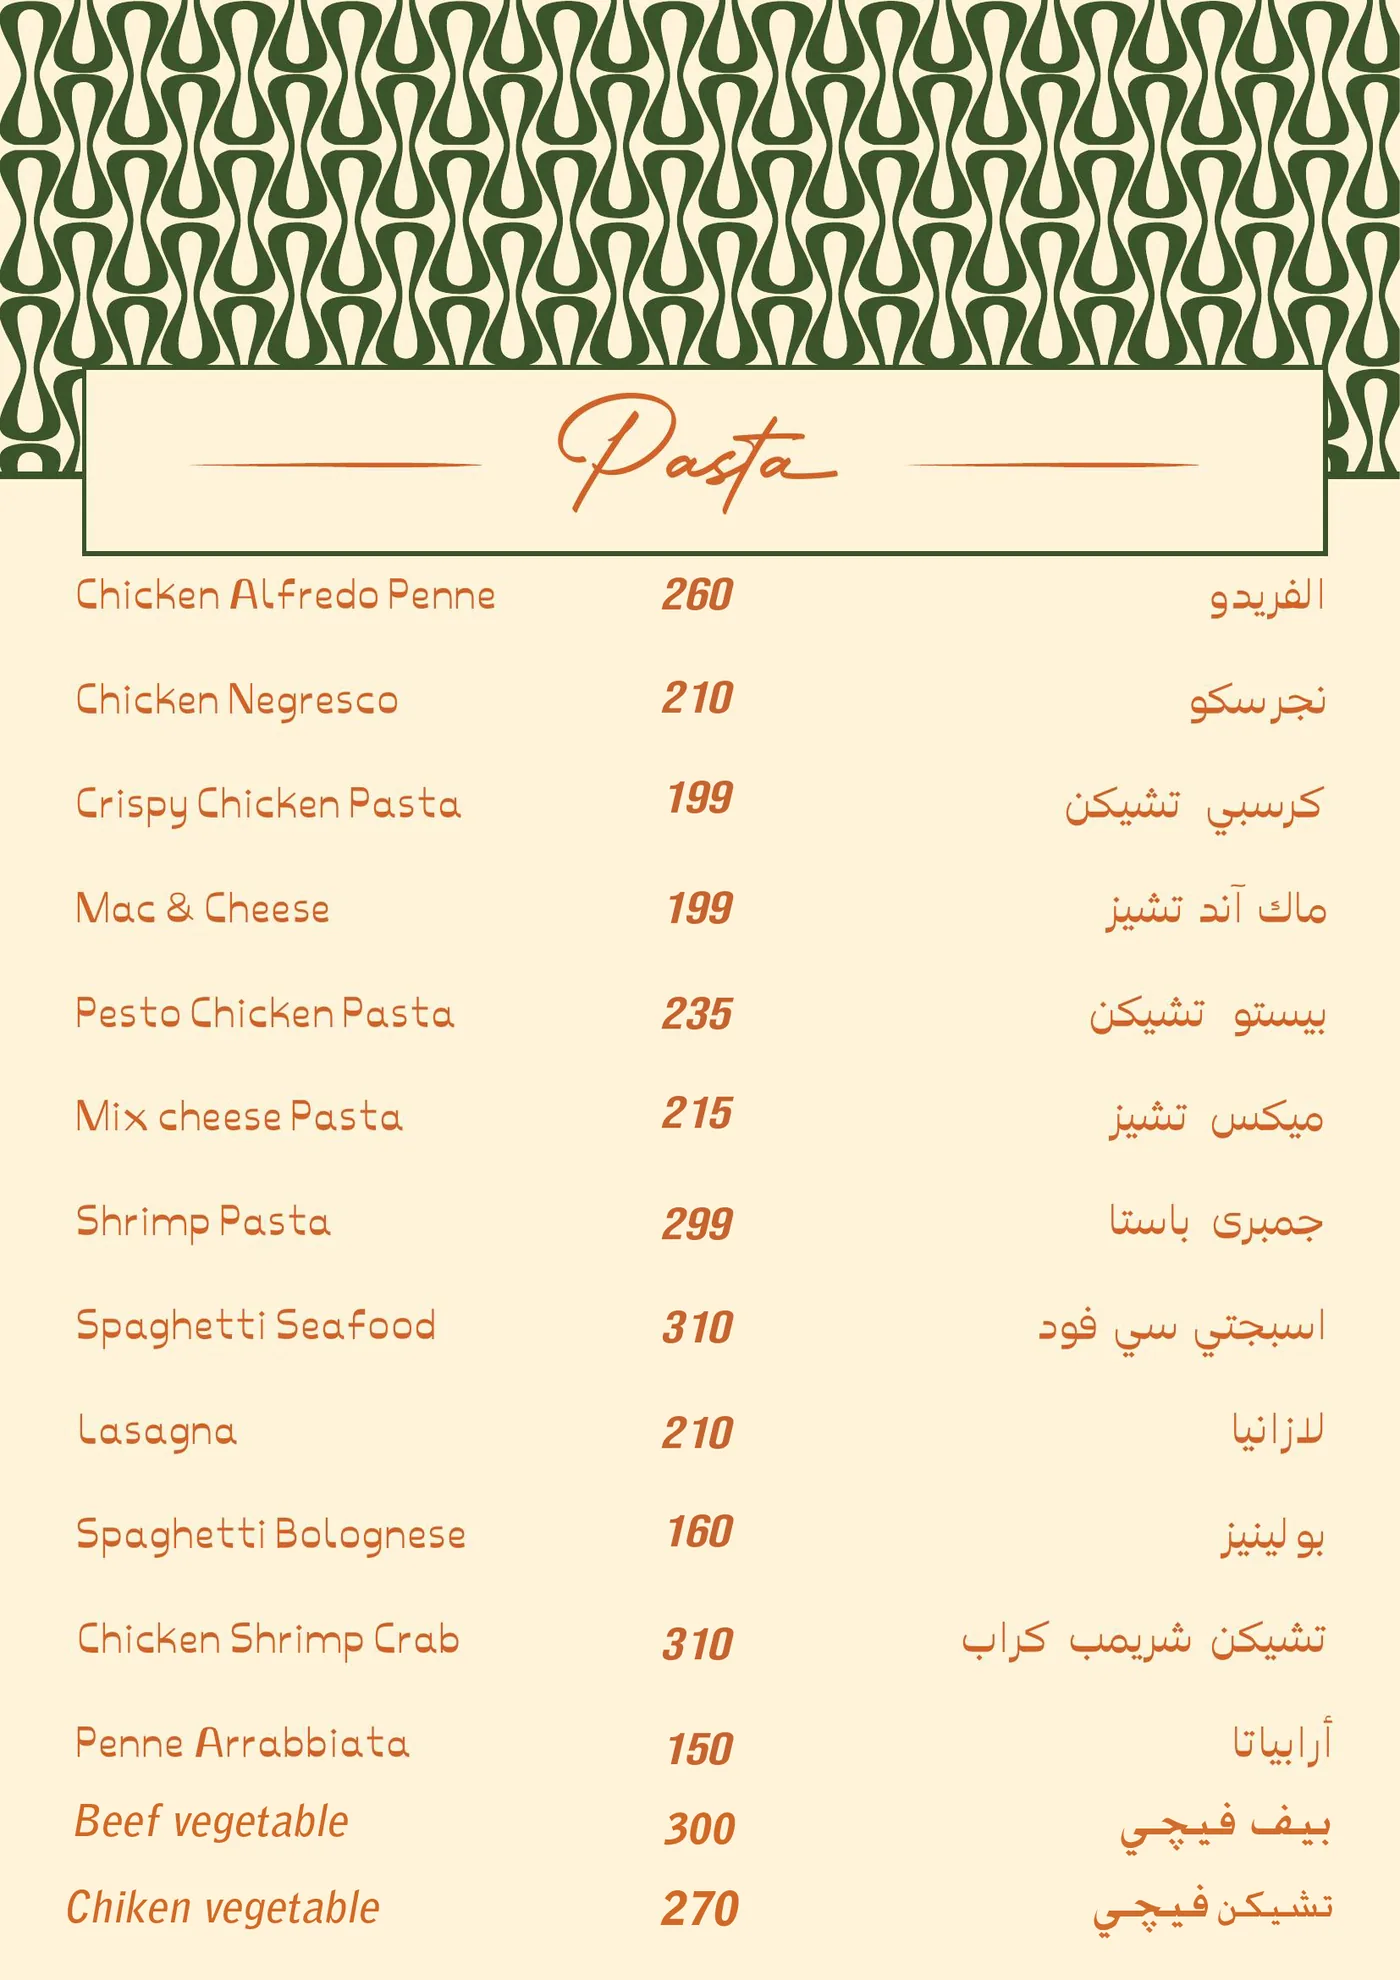 Pasta
Chicken Alfredo Penne 260 الفريدو
Chicken Negresco 210 نجرسكو
Crispy Chicken Pasta 199 كرسبي تشيكن
Mac & Cheese 199 ماك آند تشيز
Pesto Chicken Pasta 235 بيستو تشيكن
Mix cheese Pasta 215 ميكس تشيز
Shrimp Pasta 299 جمبرى باستا
Spaghetti Seafood 310 اسبجتي سي فود
Lasagna 210 لازانيا
Spaghetti Bolognese 160 بولينيز
Chicken Shrimp Crab 310 تشيكن شريمب كراب
Penne Arrabbiata 150 أرابياتا
Beef vegetable 300 بيف فيچي
Chiken vegetable 270 تشيكن فيچي